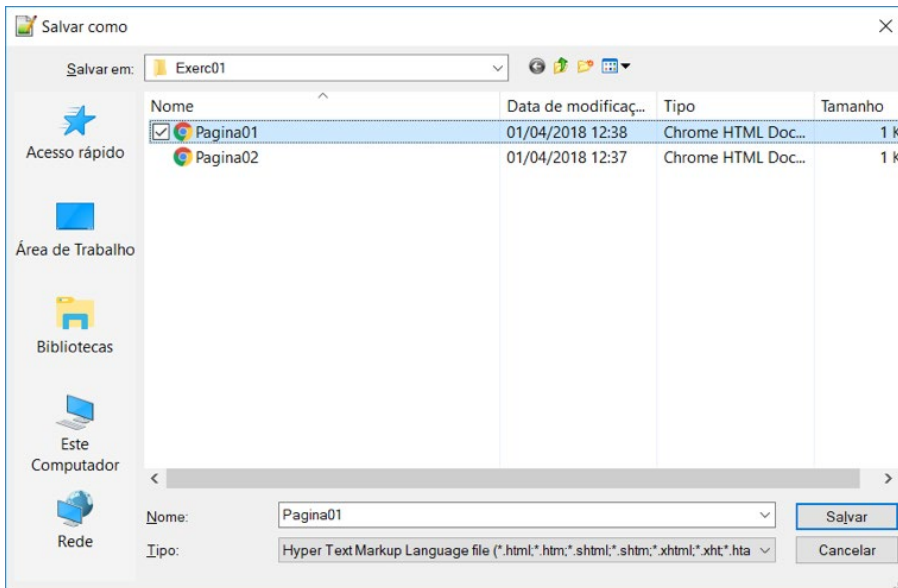 Salvar como
Salvar em: Exerc01
Nome Data de modificaç... Tipo Tamanho
Pagina01 01/04/2018 12:38 Chrome HTML Doc... 1 K
Pagina02 01/04/2018 12:37 Chrome HTML Doc... 1 K
Acesso rápido
Área de Trabalho
Bibliotecas
Este
Computador
Rede
Nome: Pagina01 Salvar
Tipo: Hyper Text Markup Language file (*.html;*.htm;*.shtml;*.shtm;*.xhtml;*.xht;*.hta Cancelar